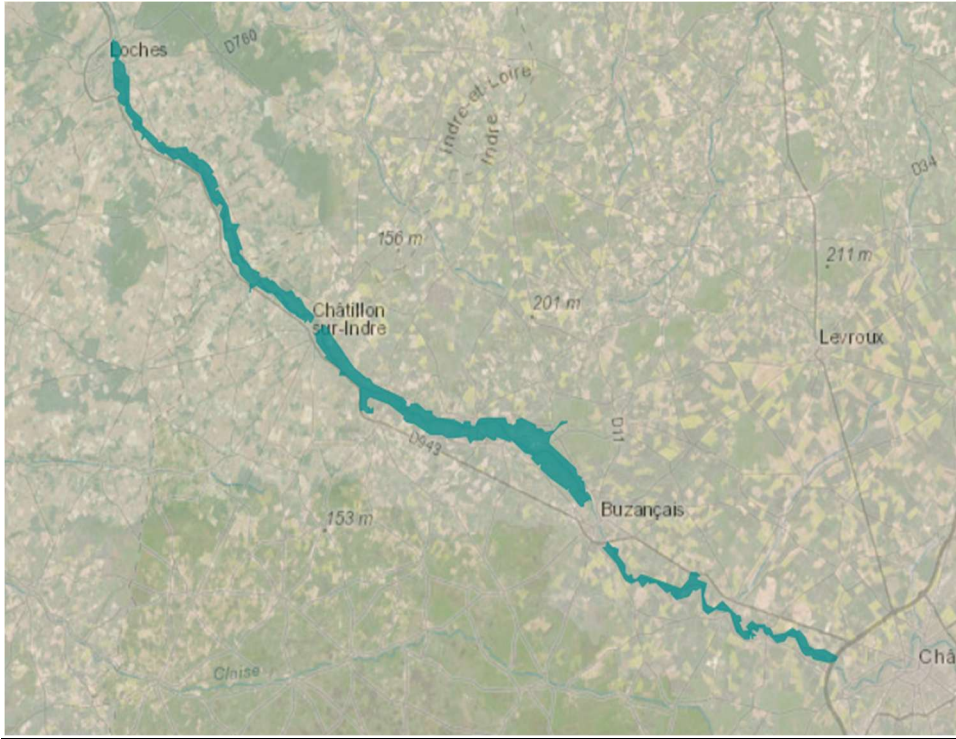 Loches
D760
Indre-et-Loire
Indre
D34
156 m
211 m
201 m
Châtillon
sur-Indre
Levroux
D11
D943
Buzançais
153 m
Claise
Châ